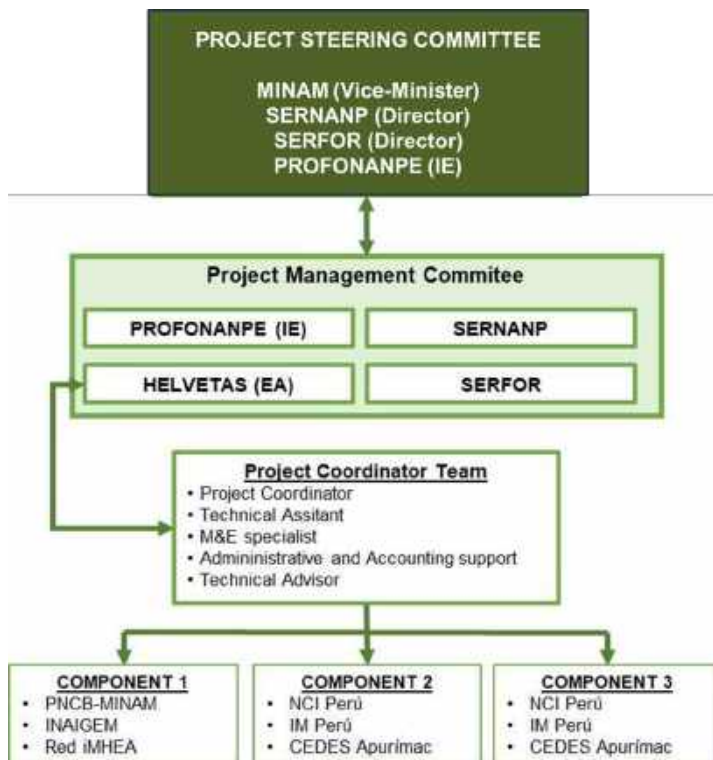 PROJECT STEERING COMMITTEE
MINAM (Vice-Minister)
SERNANP (Director)
SERFOR (Director)
PROFONANPE (IE)
Project Management Commitee
PROFONANPE (IE)
SERNANP
HELVETAS (EA)
SERFOR
Project Coordinator Team
• Project Coordinator
• Technical Assitant
• M&E specialist
• Admininistrative and Accounting support
• Technical Advisor
COMPONENT 1
• PNCB-MINAM
• INAIGEM
• Red iMHEA
COMPONENT 2
• NCI Perú
• IM Perú
• CEDES Apurímac
COMPONENT 3
• NCI Perú
• IM Perú
• CEDES Apurímac